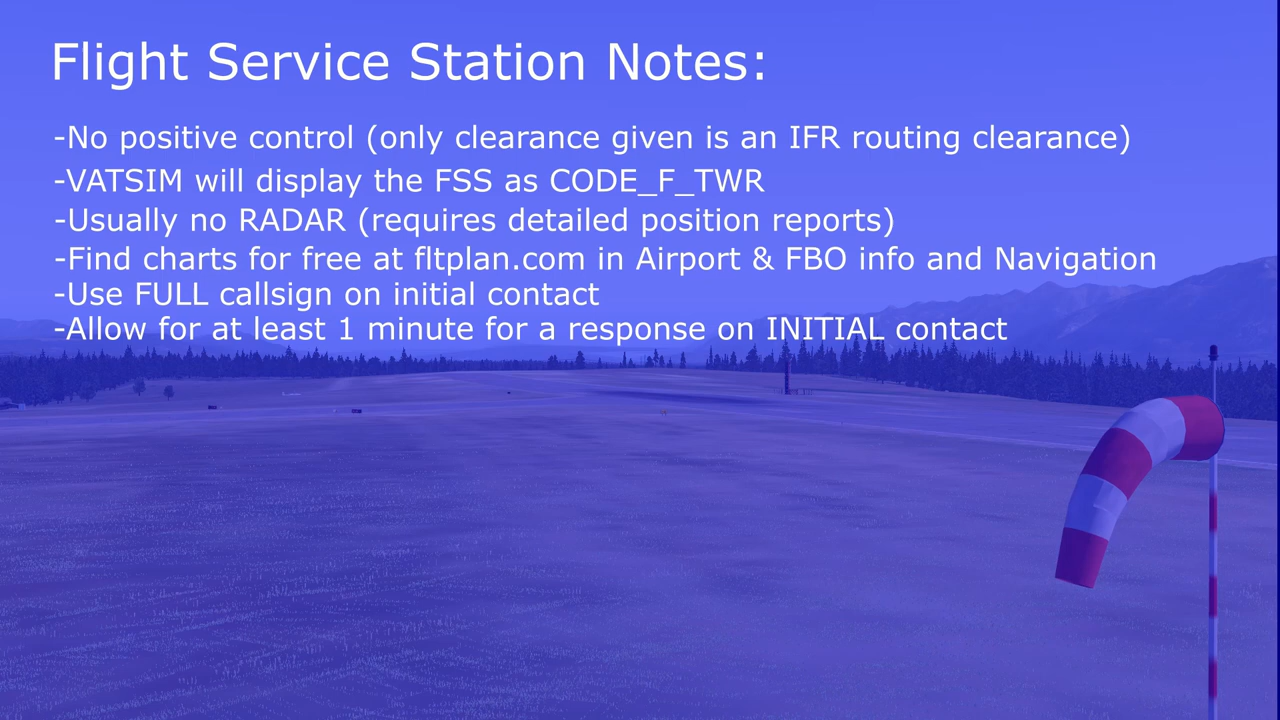 Flight Service Station Notes:
-No positive control (only clearance given is an IFR routing clearance)
-VATSIM will display the FSS as CODE_F_TWR
-Usually no RADAR (requires detailed position reports)
-Find charts for free at fltplan.com in Airport & FBO info and Navigation
-Use FULL callsign on initial contact
-Allow for at least 1 minute for a response on INITIAL contact